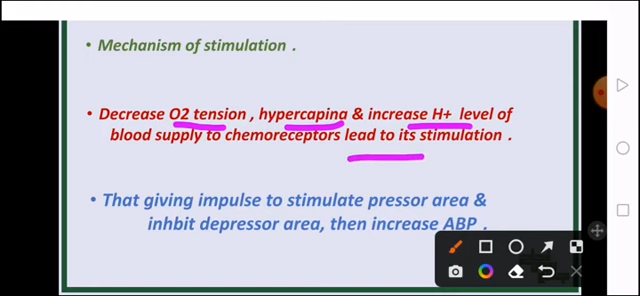 • Mechanism of stimulation .
• Decrease O2 tension , hypercapina & increase H+ level of
blood supply to chemoreceptors lead to its stimulation .
• That giving impulse to stimulate pressor area &
inhbit depressor area, then increase ABP .